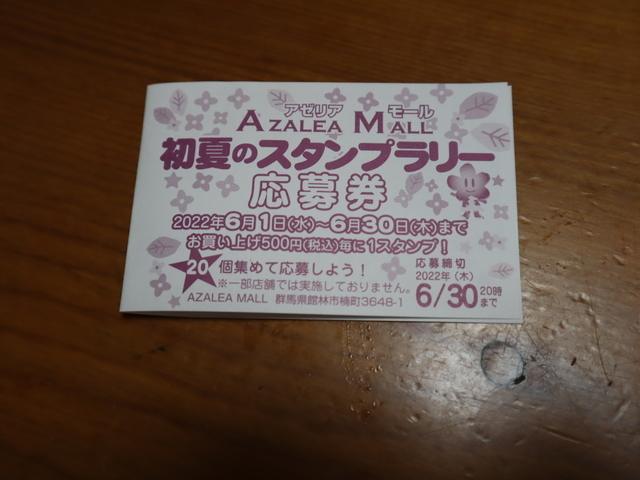 アゼリア モール
AZALEA MALL
初夏のスタンプラリー
応募券
2022年6月1日(水)～6月30日(木)まで
お買い上げ500円(税込)毎に1スタンプ!
20個集めて応募しよう!
※一部店舗では実施しておりません。
AZALEA MALL 群馬県館林市楠町3648-1
応募締切
2022年(木)
6/30 20時まで